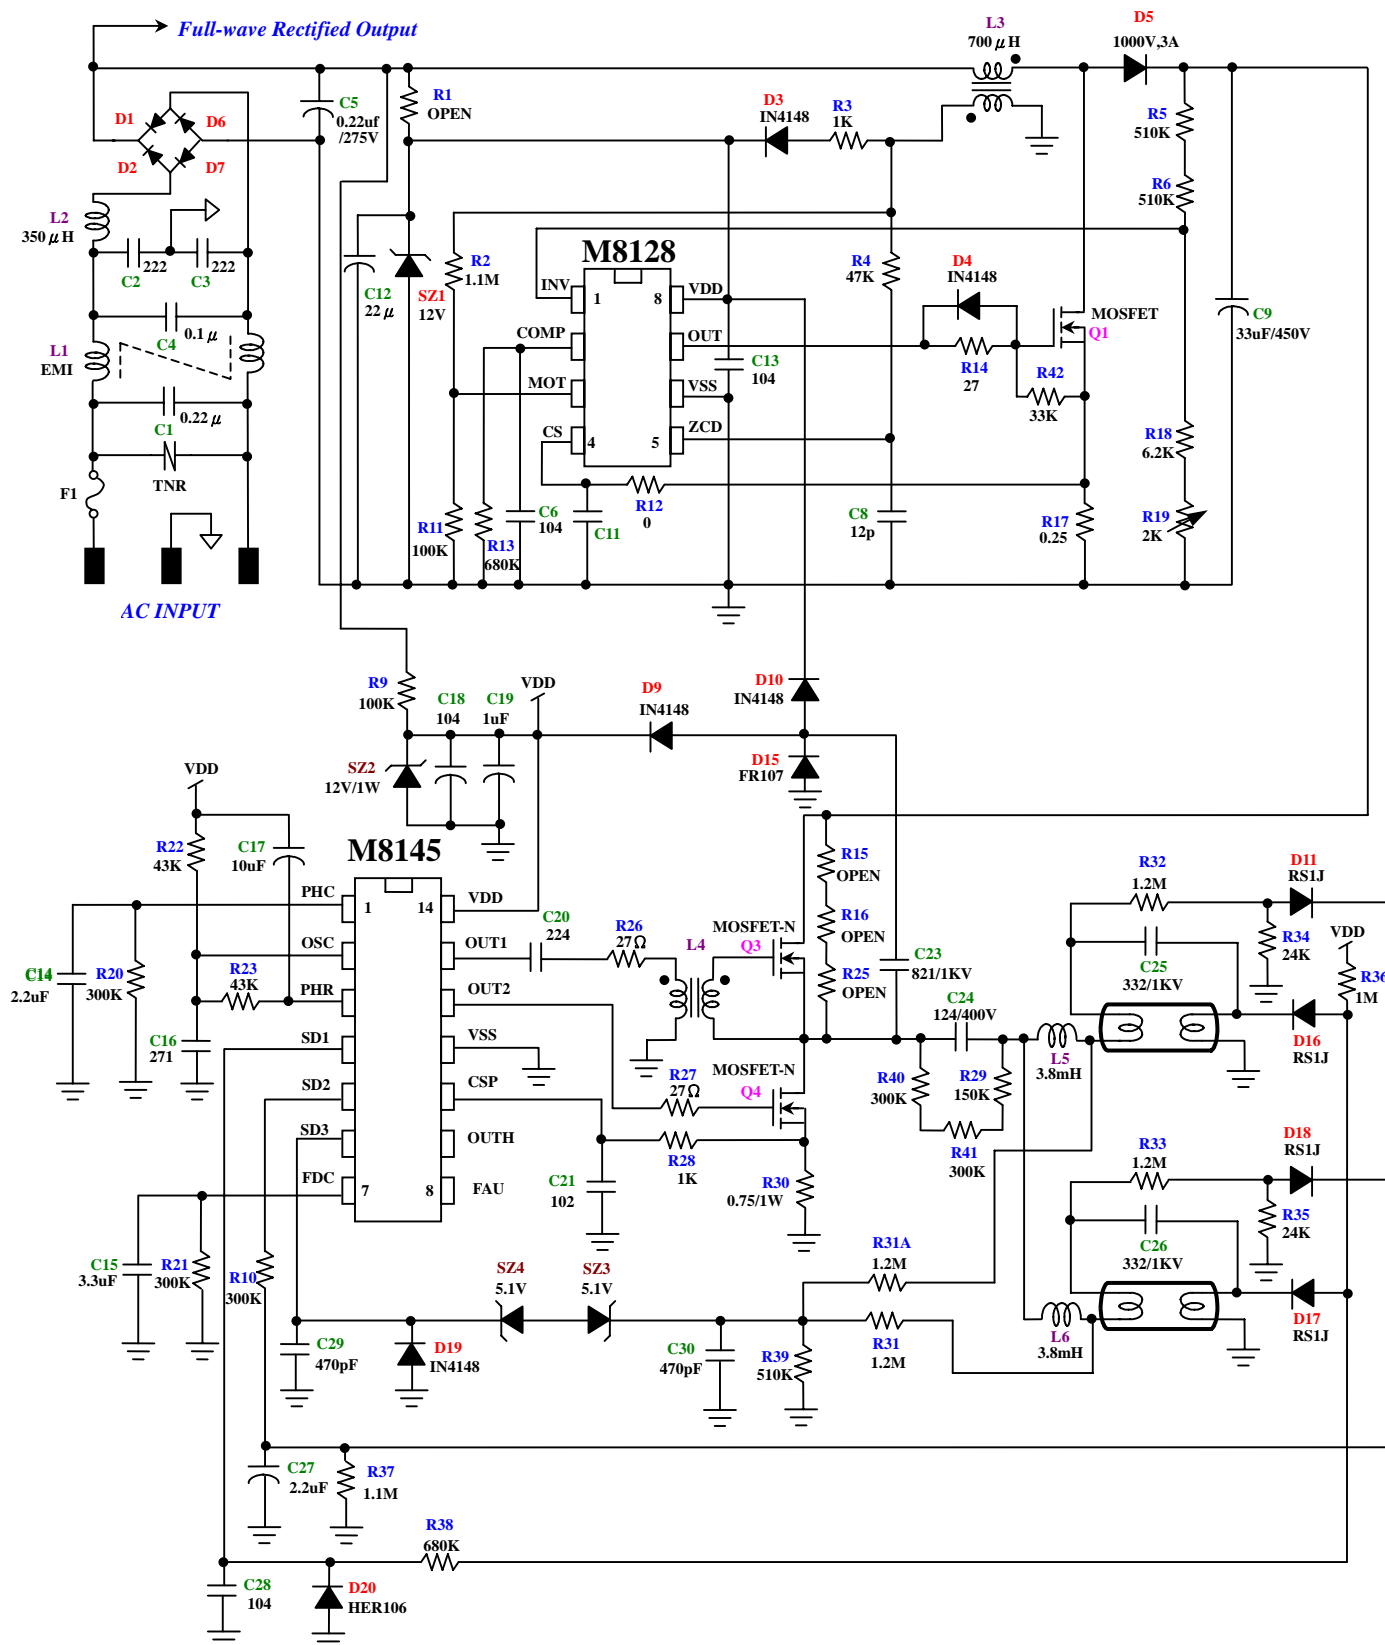 Full-wave Rectified Output
L3
700 μ H
D5
1000V,3A
D1
D6
D2
D7
C5
0.22uf
/275V
R1
OPEN
D3
IN4148
R3
1K
R5
510K
R6
510K
L2
350 μ H
C2
222
C3
222
0.1 μ
C4
L1
EMI
0.22 μ
C1
TNR
F1
AC INPUT
C12
22 μ
SZ1
12V
R2
1.1M
M8128
INV
1
8
VDD
COMP
OUT
MOT
VSS
CS
4
5
ZCD
R4
47K
D4
IN4148
R14
27
R42
33K
MOSFET
Q1
C9
33uF/450V
C13
104
R11
100K
R13
680K
C6
104
C11
R12
0
C8
12p
R17
0.25
R18
6.2K
R19
2K
R9
100K
C18
104
C19
1uF
VDD
D9
IN4148
D10
IN4148
SZ2
12V/1W
D15
FR107
VDD
R22
43K
C17
10uF
M8145
PHC
1
14
VDD
OSC
OUT1
PHR
OUT2
SD1
VSS
SD2
CSP
SD3
OUTH
FDC
7
8
FAU
C14
2.2uF
R20
300K
R23
43K
C16
271
C20
224
R26
27Ω
L4
MOSFET-N
Q3
R15
OPEN
R16
OPEN
R25
OPEN
C23
821/1KV
C24
124/400V
MOSFET-N
Q4
R27
27Ω
R28
1K
C21
102
R30
0.75/1W
R40
300K
R29
150K
R41
300K
L5
3.8mH
R32
1.2M
D11
RS1J
C25
332/1KV
R34
24K
VDD
R36
1M
D16
RS1J
R33
1.2M
D18
RS1J
C26
332/1KV
R35
24K
L6
3.8mH
D17
RS1J
C15
3.3uF
R21
300K
R10
300K
SZ4
5.1V
SZ3
5.1V
R31A
1.2M
R31
1.2M
C29
470pF
D19
IN4148
C30
470pF
R39
510K
C27
2.2uF
R37
1.1M
R38
680K
C28
104
D20
HER106